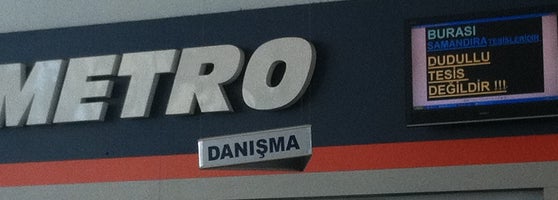 METRO
DANIŞMA
BURASI
SAMANDIRA TESİSLERİDİR
DUDULLU
TESİS
DEĞİLDİR !!!